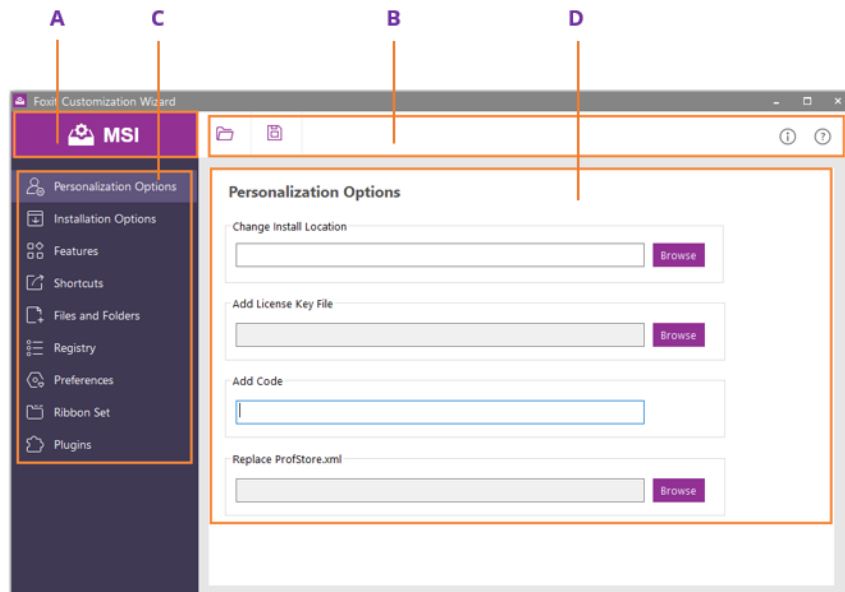 A C B D
Foxit Customization Wizard
MSI
Personalization Options
Installation Options
Features
Shortcuts
Files and Folders
Registry
Preferences
Ribbon Set
Plugins
Personalization Options
Change Install Location
Browse
Add License Key File
Browse
Add Code
Replace ProfStore.xml
Browse